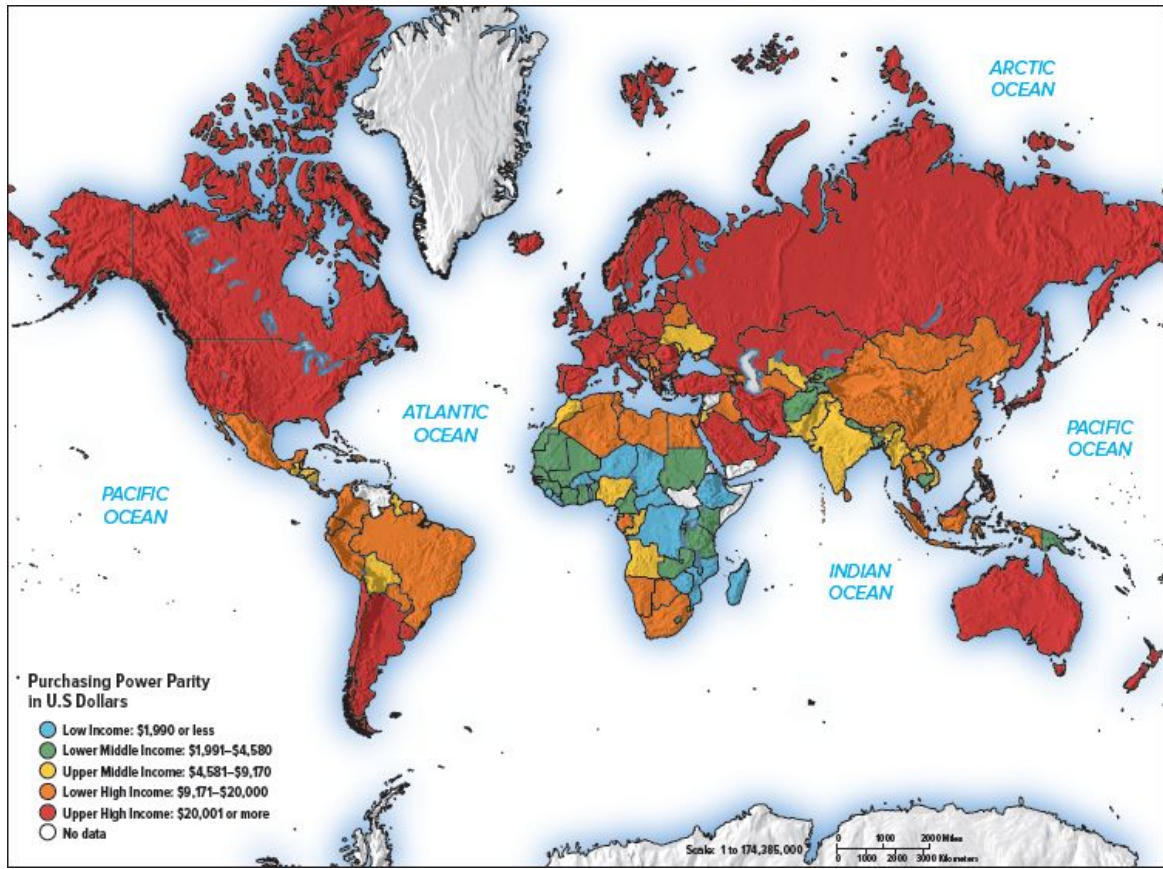 ARCTIC
OCEAN
ATLANTIC
OCEAN
PACIFIC
OCEAN
PACIFIC
OCEAN
INDIAN
OCEAN
Purchasing Power Parity
in U.S Dollars
Low Income: $1,990 or less
Lower Middle Income: $1,991–$4,580
Upper Middle Income: $4,581–$9,170
Lower High Income: $9,171–$20,000
Upper High Income: $20,001 or more
No data
Scale: 1 to 174,385,000
0 1000 2000 Miles
0 1000 2000 3000 Kilometers